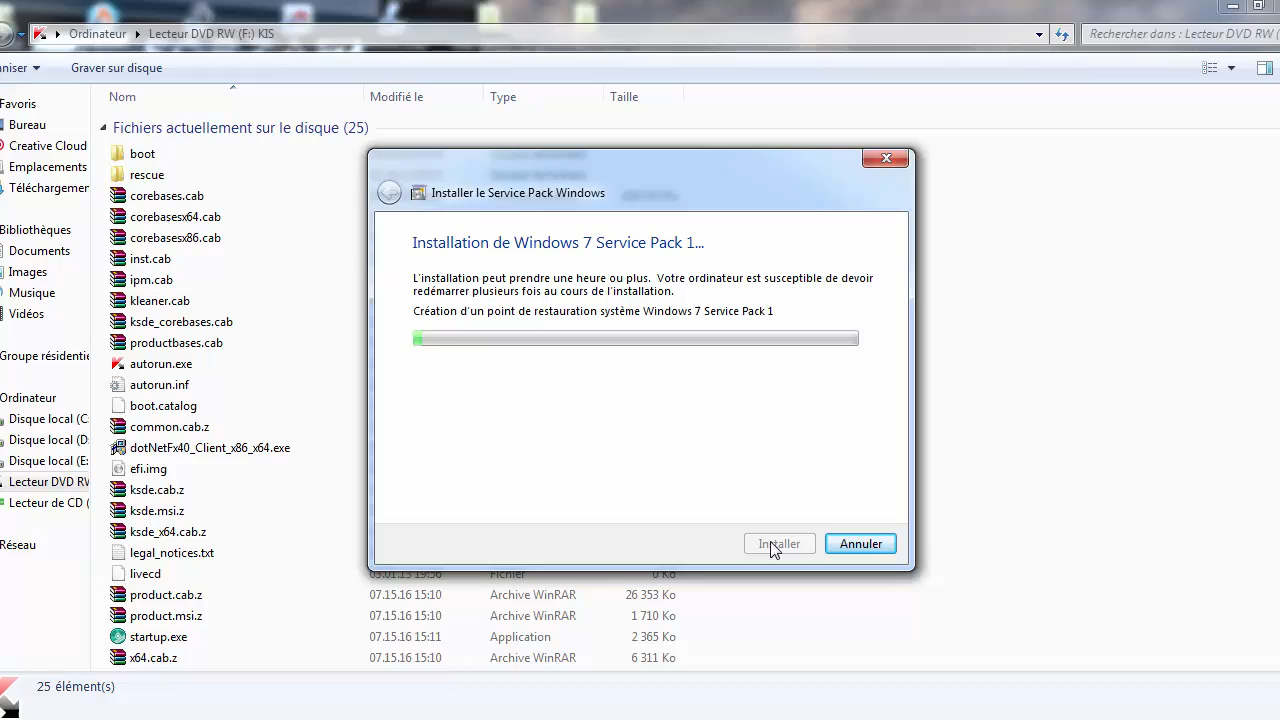 Ordinateur
Lecteur DVD RW (F:) KIS
Rechercher dans : Lecteur DVD RW (
niser
Graver sur disque
Favoris
Bureau
Creative Cloud
Emplacements
Téléchargemer
Bibliothèques
Documents
Images
Musique
Vidéos
Groupe résidentie
Ordinateur
Disque local (C:
Disque local (D:
Disque local (E:
Lecteur DVD RW
Lecteur de CD (
Réseau
Nom
Modifié le
Type
Taille
Fichiers actuellement sur le disque (25)
boot
rescue
corebases.cab
corebasesx64.cab
corebasesx86.cab
inst.cab
ipm.cab
kleaner.cab
ksde_corebases.cab
productbases.cab
autorun.exe
autorun.inf
boot.catalog
common.cab.z
dotNetFx40_Client_x86_x64.exe
efi.img
ksde.cab.z
ksde.msi.z
ksde_x64.cab.z
legal_notices.txt
livecd
05.01.15 19:56 Fichier 0 Ko
product.cab.z 07.15.16 15:10 Archive WinRAR 26 353 Ko
product.msi.z 07.15.16 15:10 Archive WinRAR 1 710 Ko
startup.exe 07.15.16 15:11 Application 2 365 Ko
x64.cab.z 07.15.16 15:10 Archive WinRAR 6 311 Ko
Installer le Service Pack Windows
Installation de Windows 7 Service Pack 1...
L'installation peut prendre une heure ou plus. Votre ordinateur est susceptible de devoir
redémarrer plusieurs fois au cours de l'installation.
Création d'un point de restauration système Windows 7 Service Pack 1
Installer
Annuler
25 élément(s)